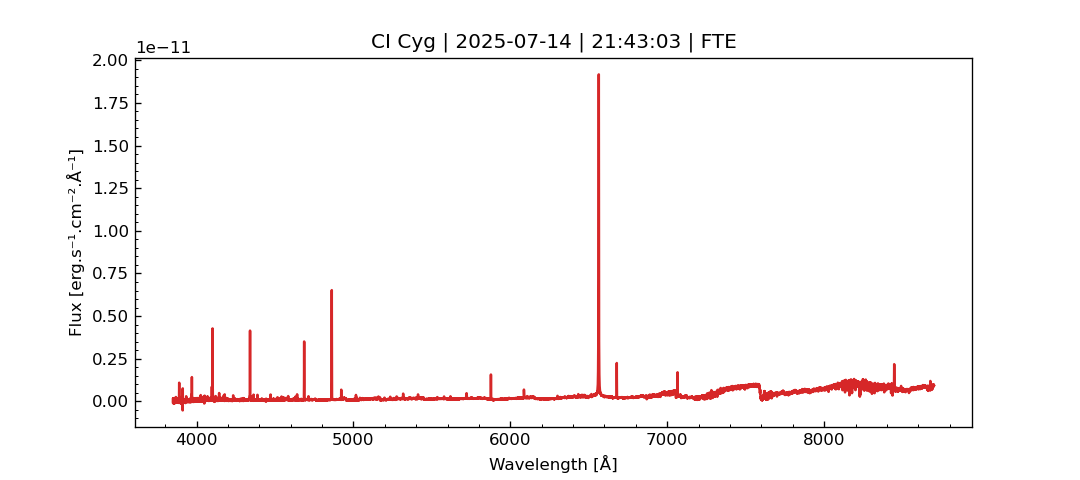 CI Cyg | 2025-07-14 | 21:43:03 | FTE
1e−11
2.00
1.75
1.50
1.25
1.00
0.75
0.50
0.25
0.00
Flux [erg.s⁻¹.cm⁻².Å⁻¹]
4000 5000 6000 7000 8000
Wavelength [Å]